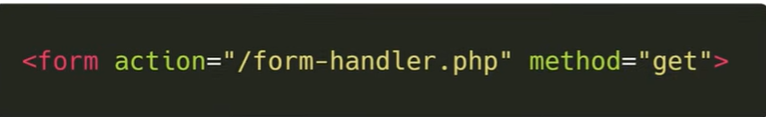 <form action="/form-handler.php" method="get">